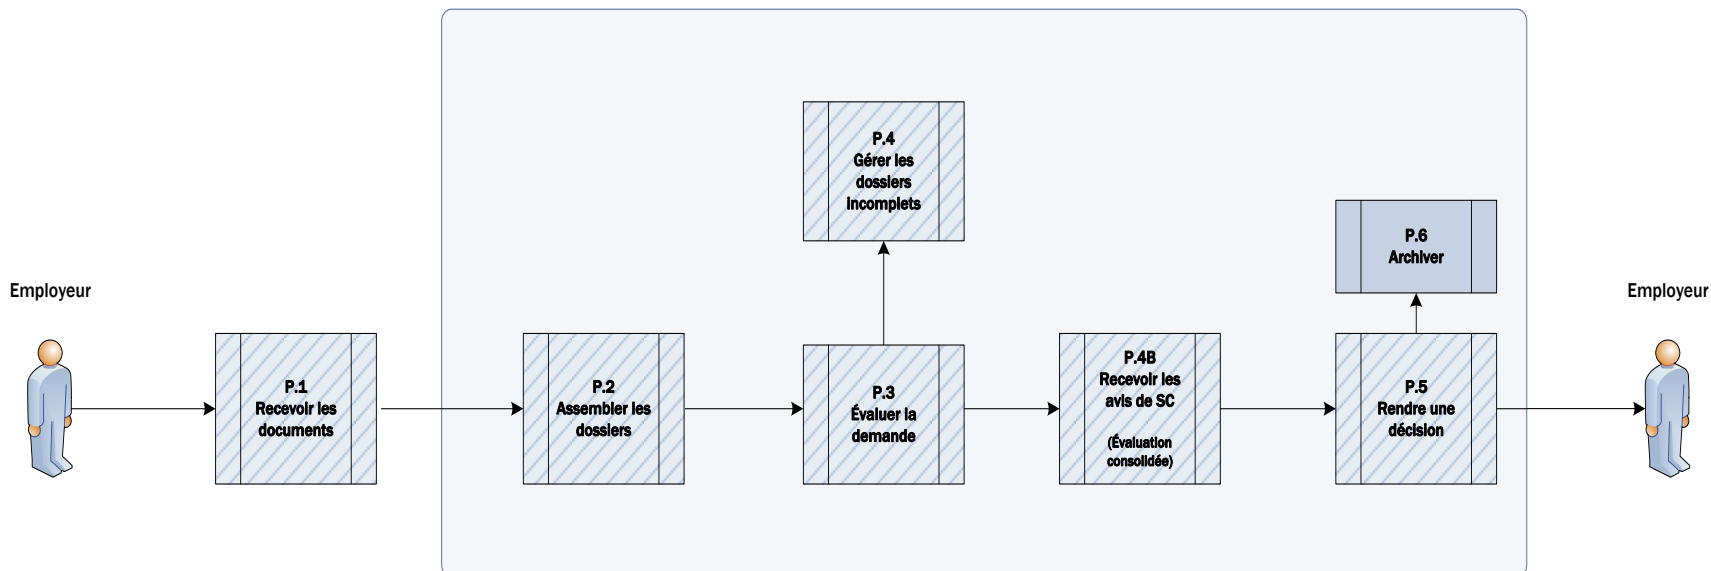 P.4
Gérer les
dossiers
incomplets
P.6
Archiver
Employeur
Employeur
P.1
Recevoir les
documents
P.2
Assembler les
dossiers
P.3
Évaluer la
demande
P.4B
Recevoir les
avis de SC
(Évaluation
consolidée)
P.5
Rendre une
décision